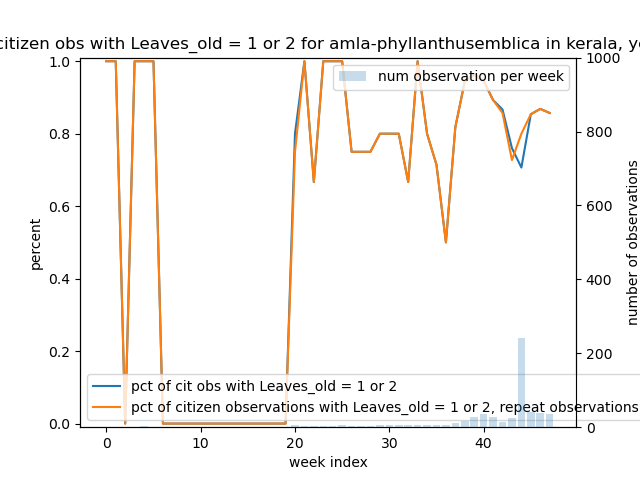 citizen obs with Leaves_old = 1 or 2 for amla-phyllanthusemblica in kerala,
num observation per week
1.0
0.8
0.6
0.4
0.2
0.0
percent
1000
800
600
400
200
0
number of observations
pct of cit obs with Leaves_old = 1 or 2
pct of citizen observations with Leaves_old = 1 or 2, repeat observations
0 10 20 30 40
week index